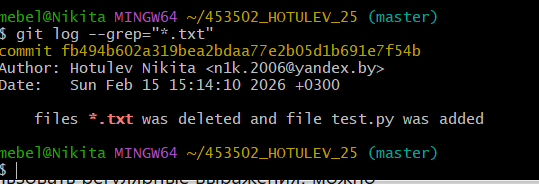 mebel@Nikita MINGW64 ~/453502_HOTULEV_25 (master)
$ git log --grep="*.txt"
commit fb494b602a319bea2bdaa77e2b05d1b691e7f54b
Author: Hotulev Nikita <n1k.2006@yandex.by>
Date:   Sun Feb 15 15:14:10 2026 +0300

    files *.txt was deleted and file test.py was added

mebel@Nikita MINGW64 ~/453502_HOTULEV_25 (master)
$
регулярные выражения. можно